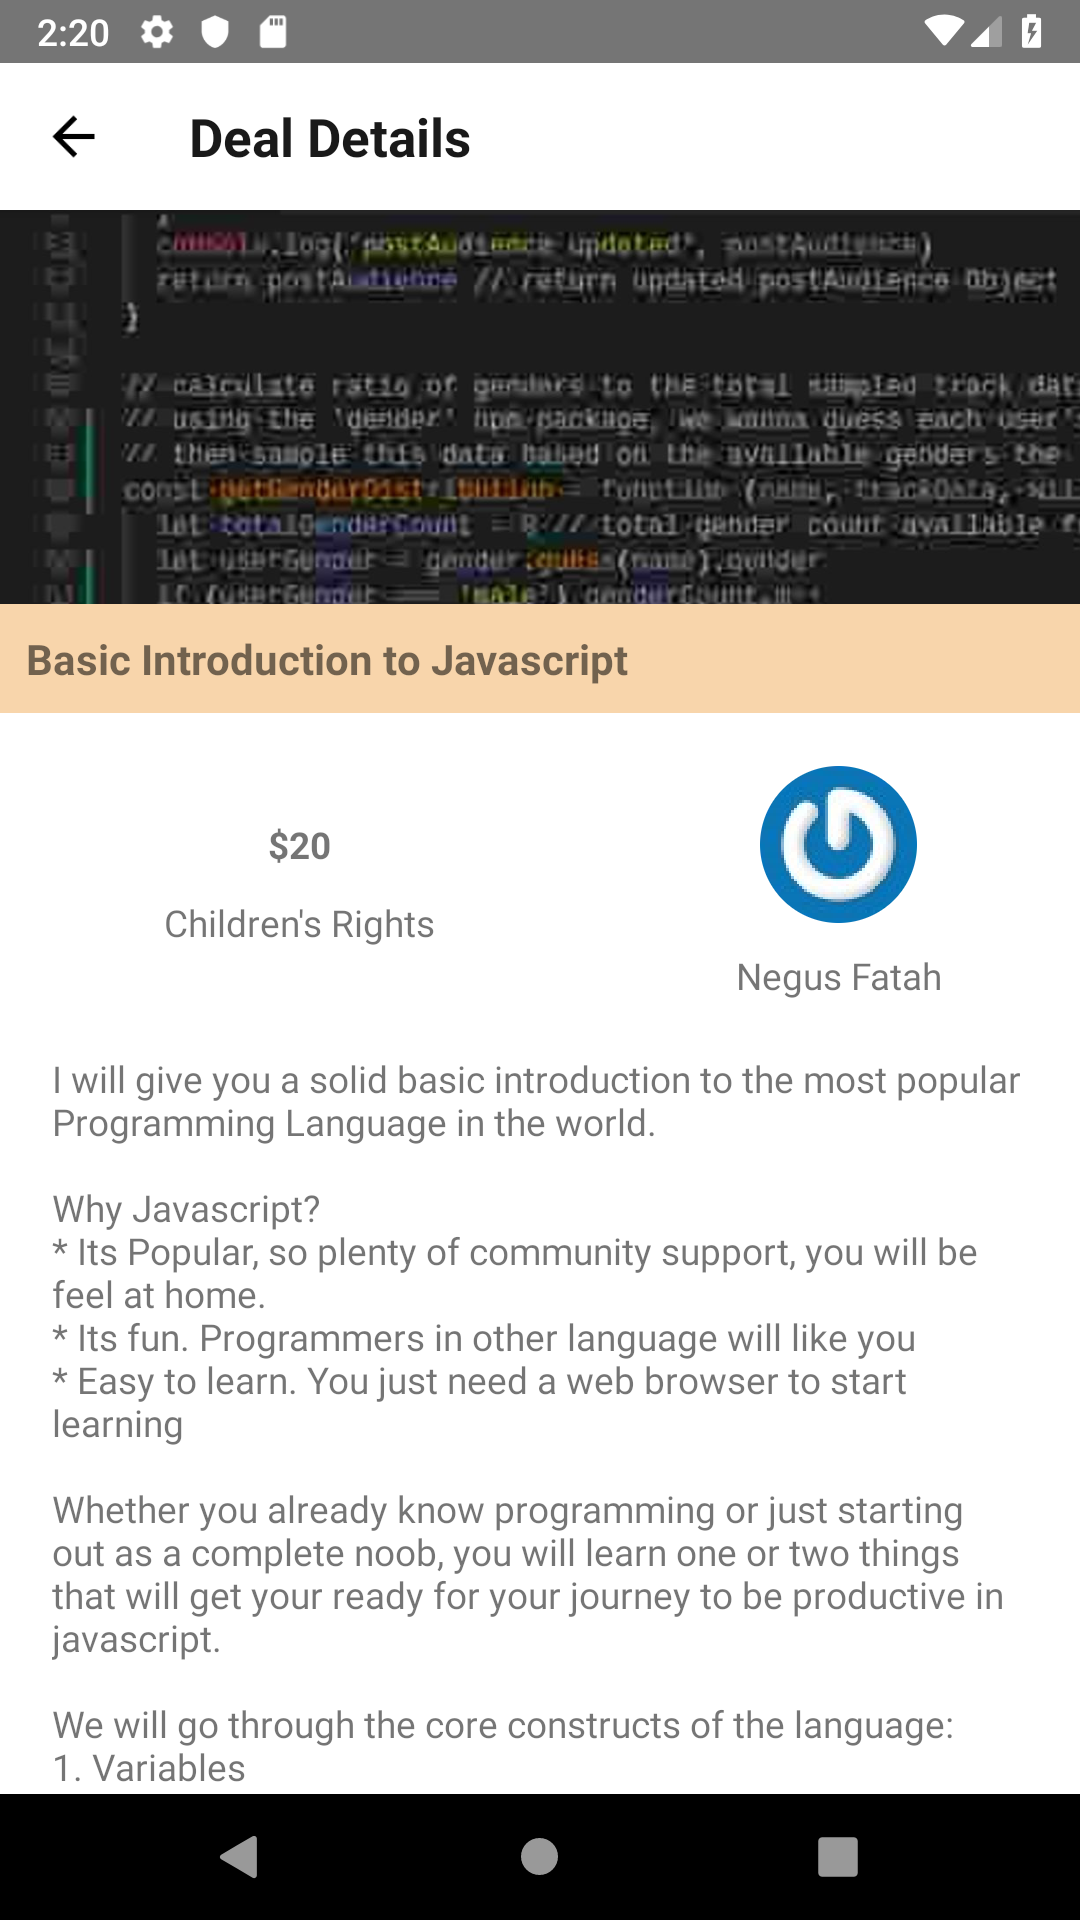 2:20
Deal Details
console.log('postAudience updated', postAudience)
return postAudience // return updated postAudience Object
}
// calculate ratio of genders to the total sampled track dat
// using the 'gender' npm package, we wanna guess each user's
// then sample this data based on the available genders the
const getGenderDistribution = function (name, trackData,
let totalGenderCount = 0 // total gender count available f
let userGender = gender.guess(name).gender
if (userGender === 'male') genderCount.m++
Basic Introduction to Javascript
$20
Children's Rights
Negus Fatah
I will give you a solid basic introduction to the most popular
Programming Language in the world.
Why Javascript?
* Its Popular, so plenty of community support, you will be
feel at home.
* Its fun. Programmers in other language will like you
* Easy to learn. You just need a web browser to start
learning
Whether you already know programming or just starting
out as a complete noob, you will learn one or two things
that will get your ready for your journey to be productive in
javascript.
We will go through the core constructs of the language:
1. Variables